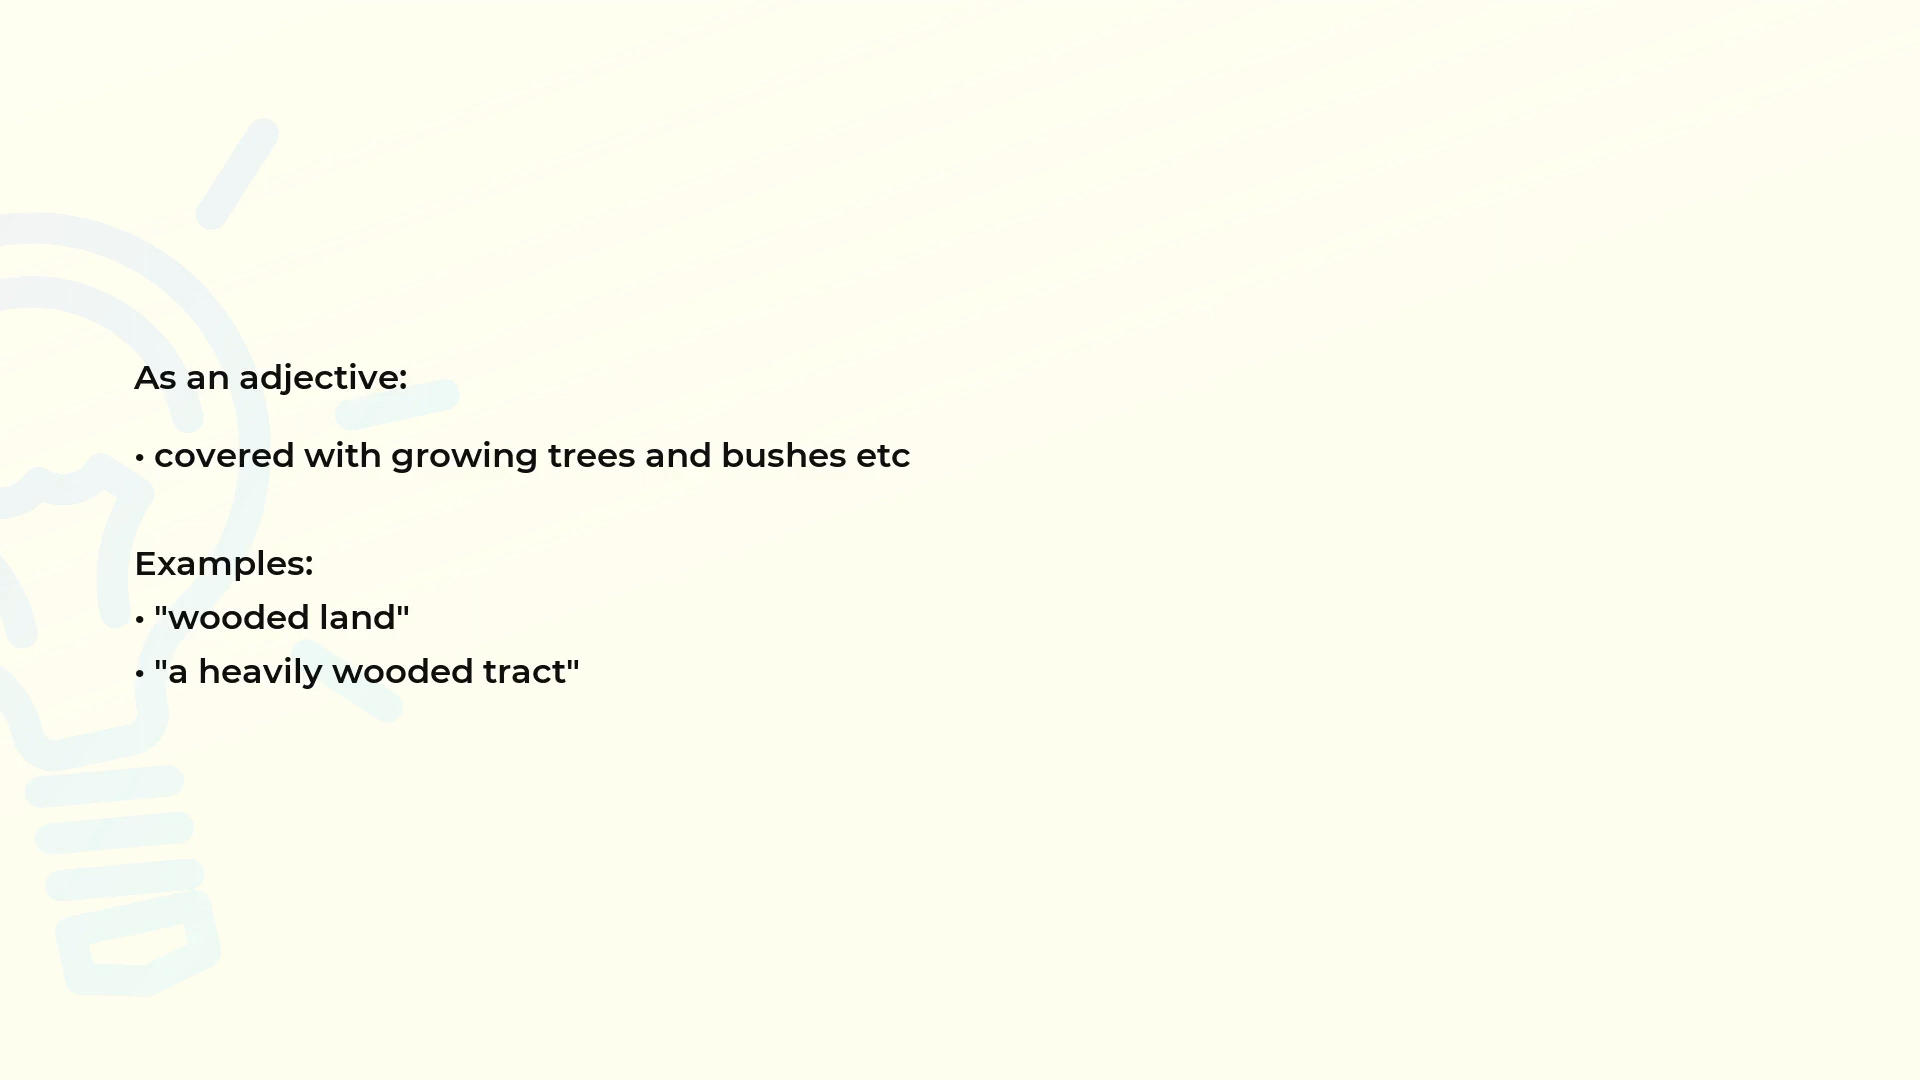 As an adjective:
• covered with growing trees and bushes etc
Examples:
• "wooded land"
• "a heavily wooded tract"